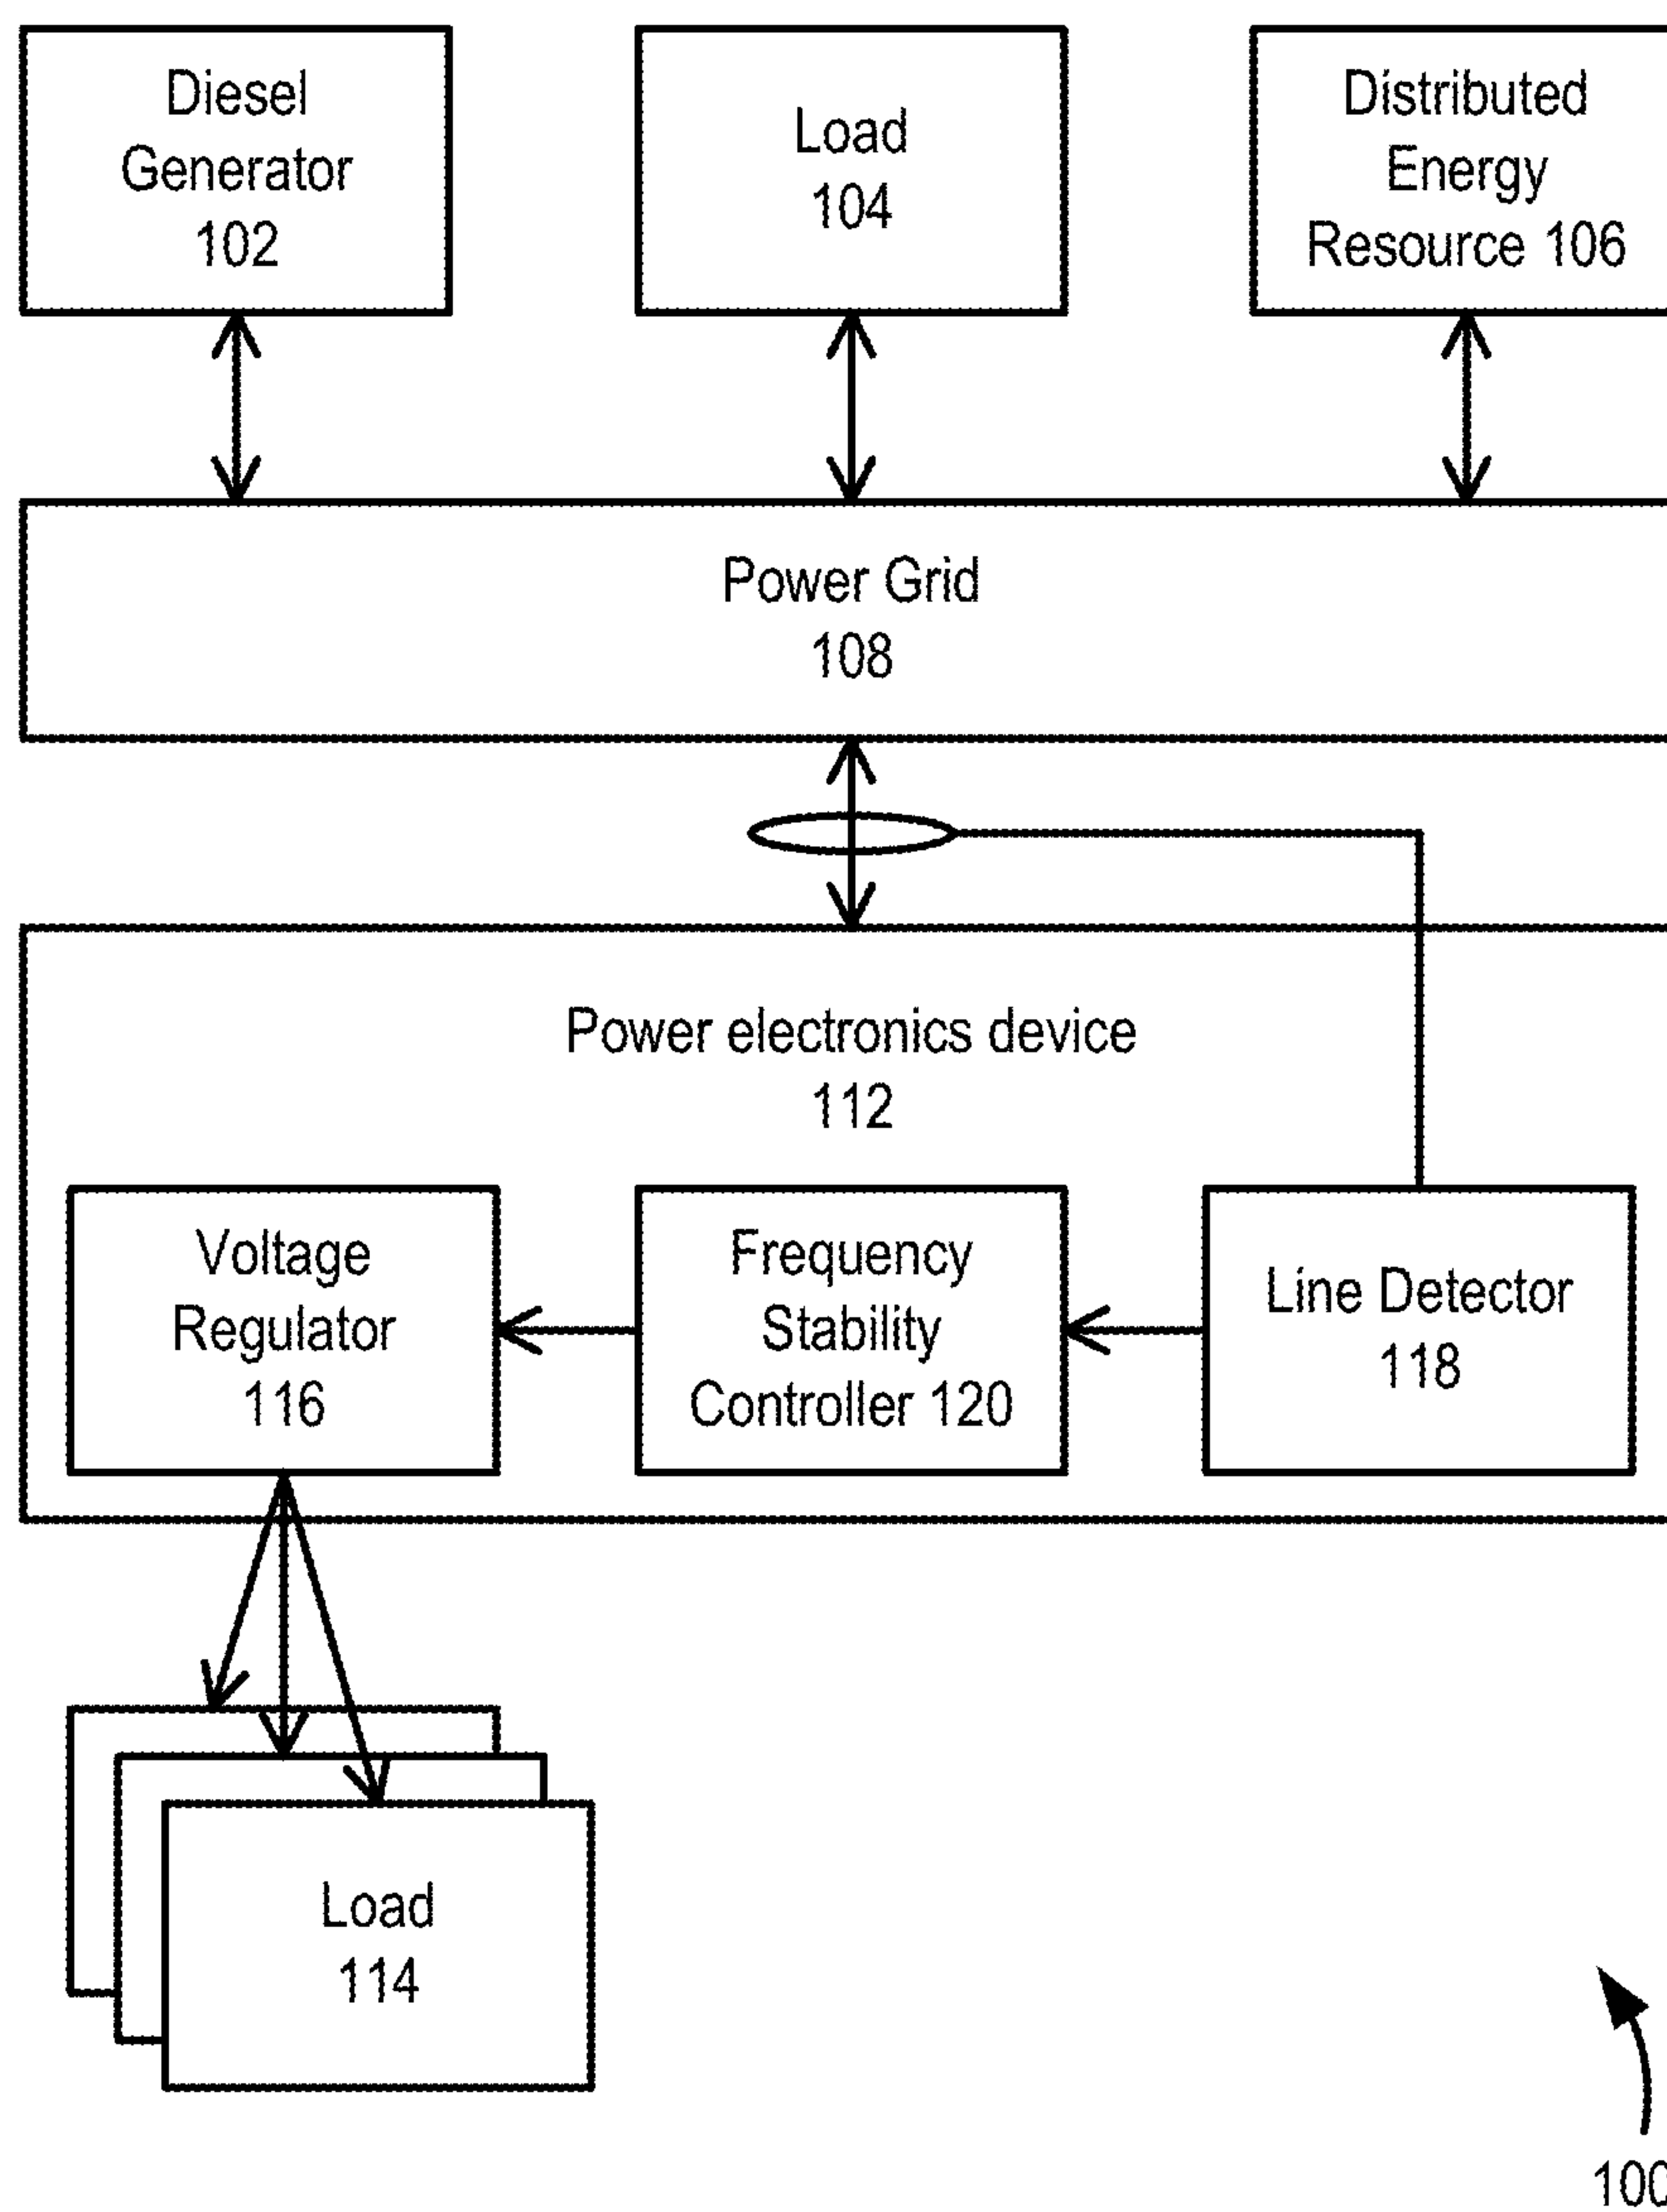 Diesel
Generator
102
Load
104
Distributed
Energy
Resource 106
Power Grid
108
Power electronics device
112
Voltage
Regulator
116
Frequency
Stability
Controller 120
Line Detector
118
Load
114
100